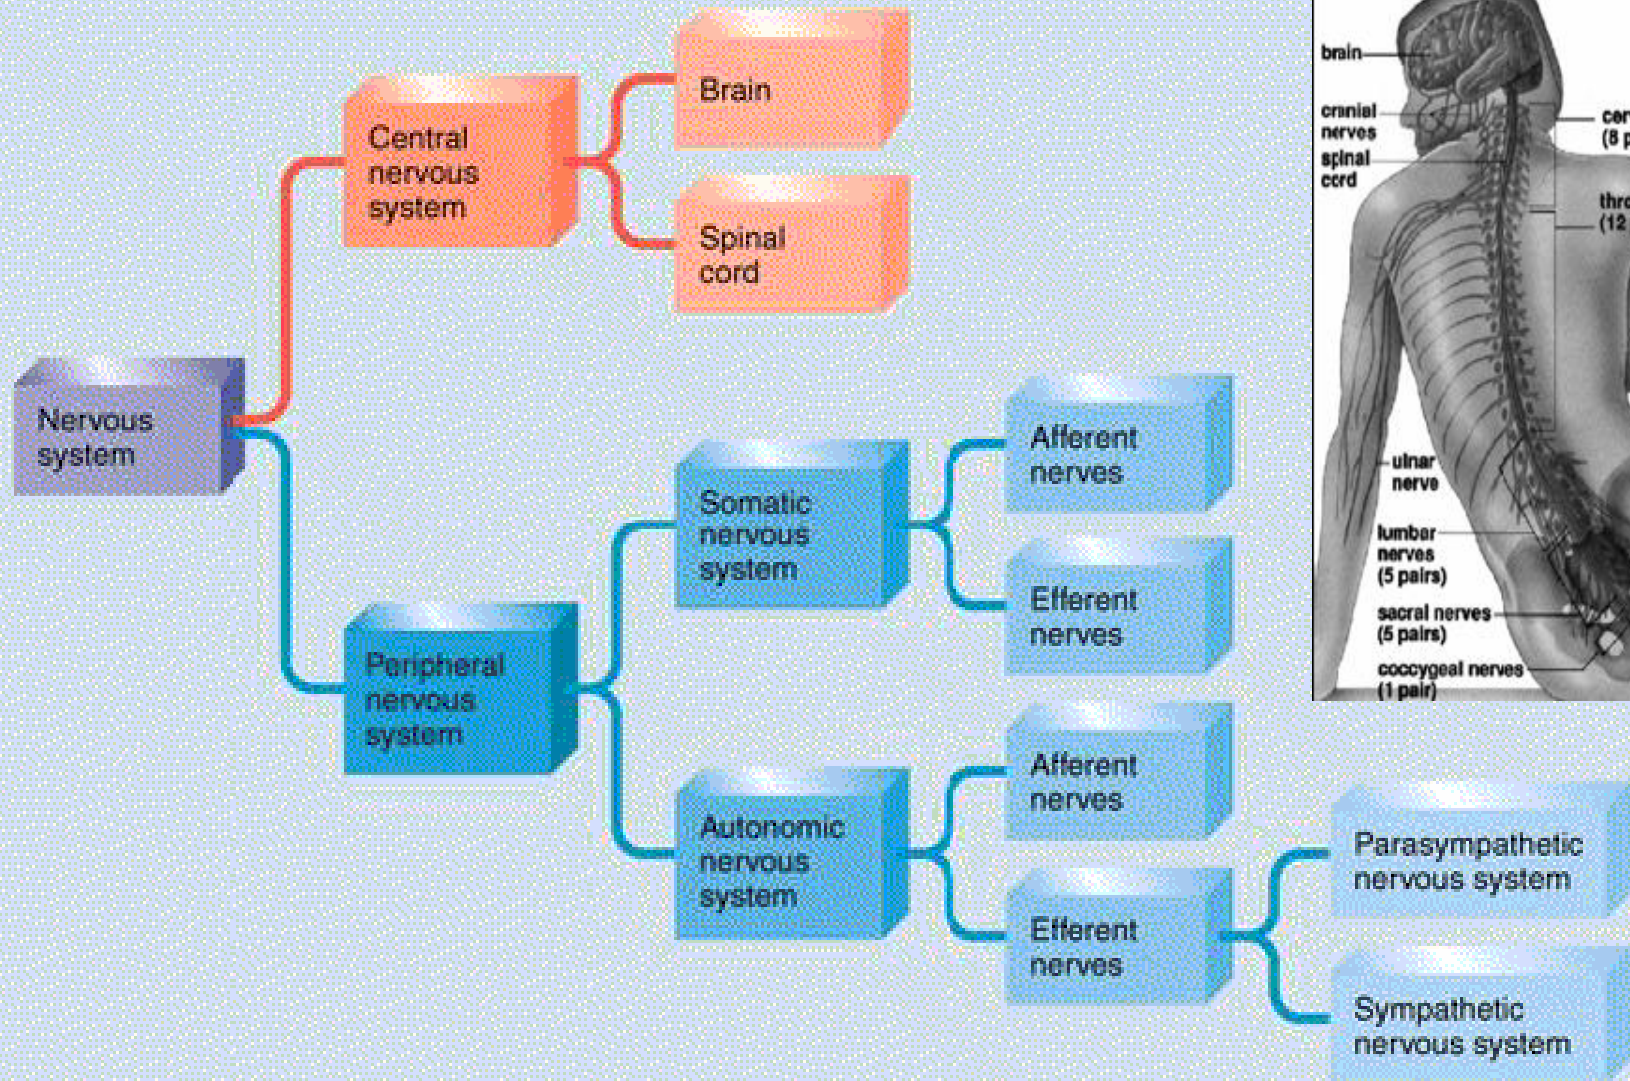 Brain
Central
nervous
system
Spinal
cord
Nervous
system
Afferent
nerves
Somatic
nervous
system
Efferent
nerves
Peripheral
nervous
system
Afferent
nerves
Autonomic
nervous
system
Efferent
nerves
Parasympathetic
nervous system
Sympathetic
nervous system
brain
cranial
nerves
spinal
cord
(8
(12
ulnar
nerve
lumbar
nerves
(5 pairs)
sacral nerves
(5 pairs)
coccygeal nerves
(1 pair)